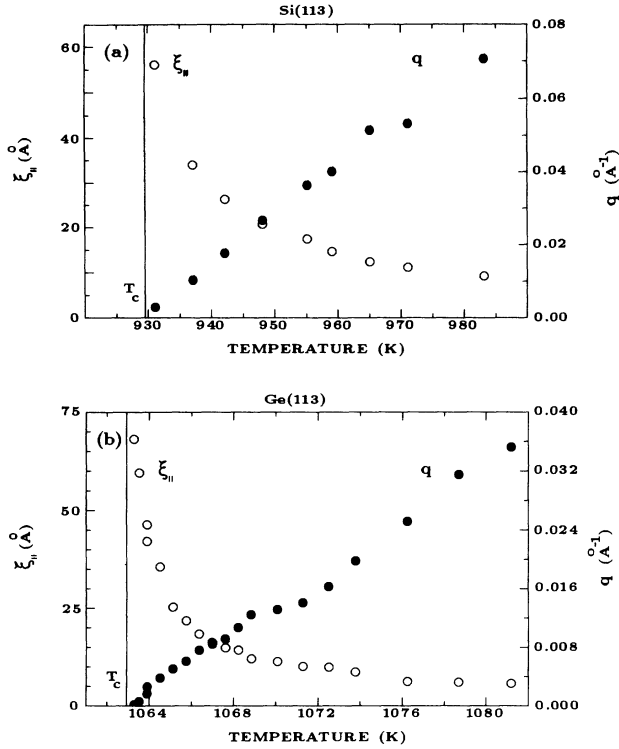 Si(113)
(a)
ξ∥
q
T_c
60
40
20
0
0.08
0.06
0.04
0.02
0.00
930 940 950 960 970 980
ξ∥ (Å)
q (Å⁻¹)
TEMPERATURE (K)
Ge(113)
(b)
ξ∥
q
T_c
75
50
25
0
0.040
0.032
0.024
0.016
0.008
0.000
1064 1068 1072 1076 1080
ξ∥ (Å)
q (Å⁻¹)
TEMPERATURE (K)